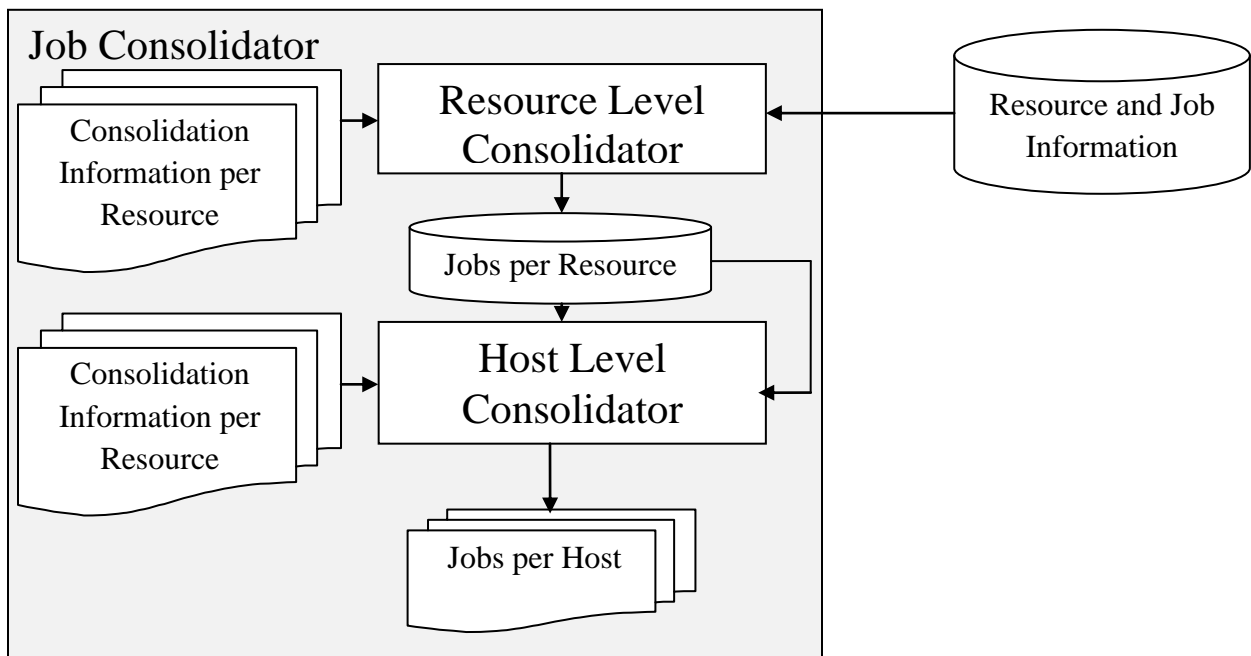 Job Consolidator
Resource Level
Consolidator
Resource and Job
Information
Consolidation
Information per
Resource
Jobs per Resource
Host Level
Consolidator
Consolidation
Information per
Resource
Jobs per Host